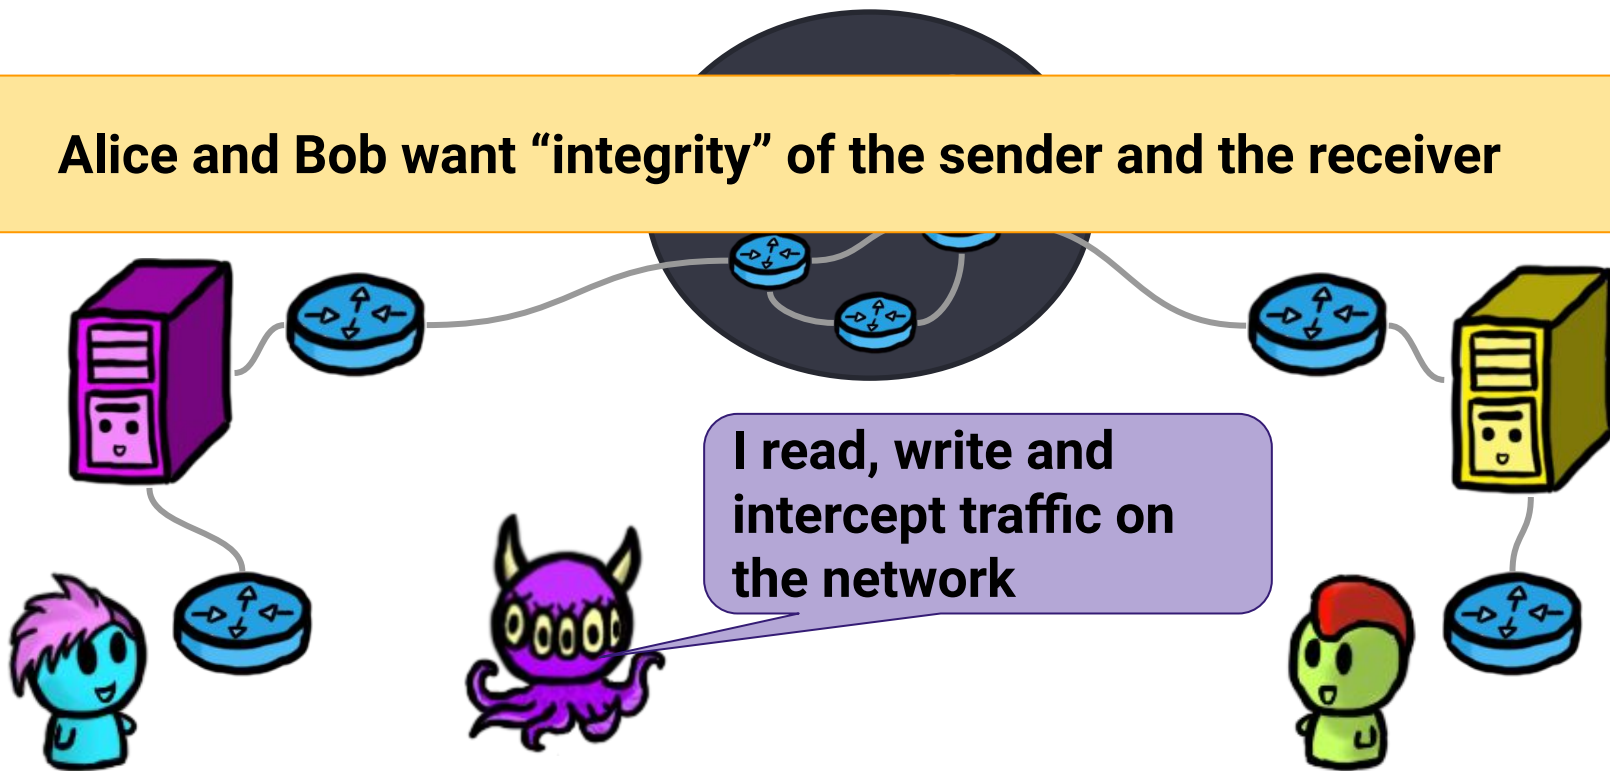 Alice and Bob want “integrity” of the sender and the receiver
I read, write and
intercept traffic on
the network